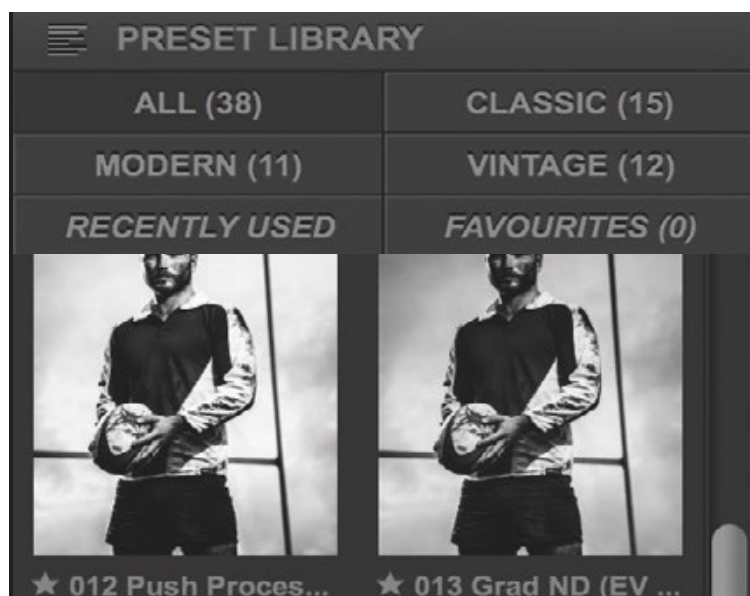 PRESET LIBRARY
ALL (38) CLASSIC (15)
MODERN (11) VINTAGE (12)
RECENTLY USED FAVOURITES (0)
★ 012 Push Proces... ★ 013 Grad ND (EV ...